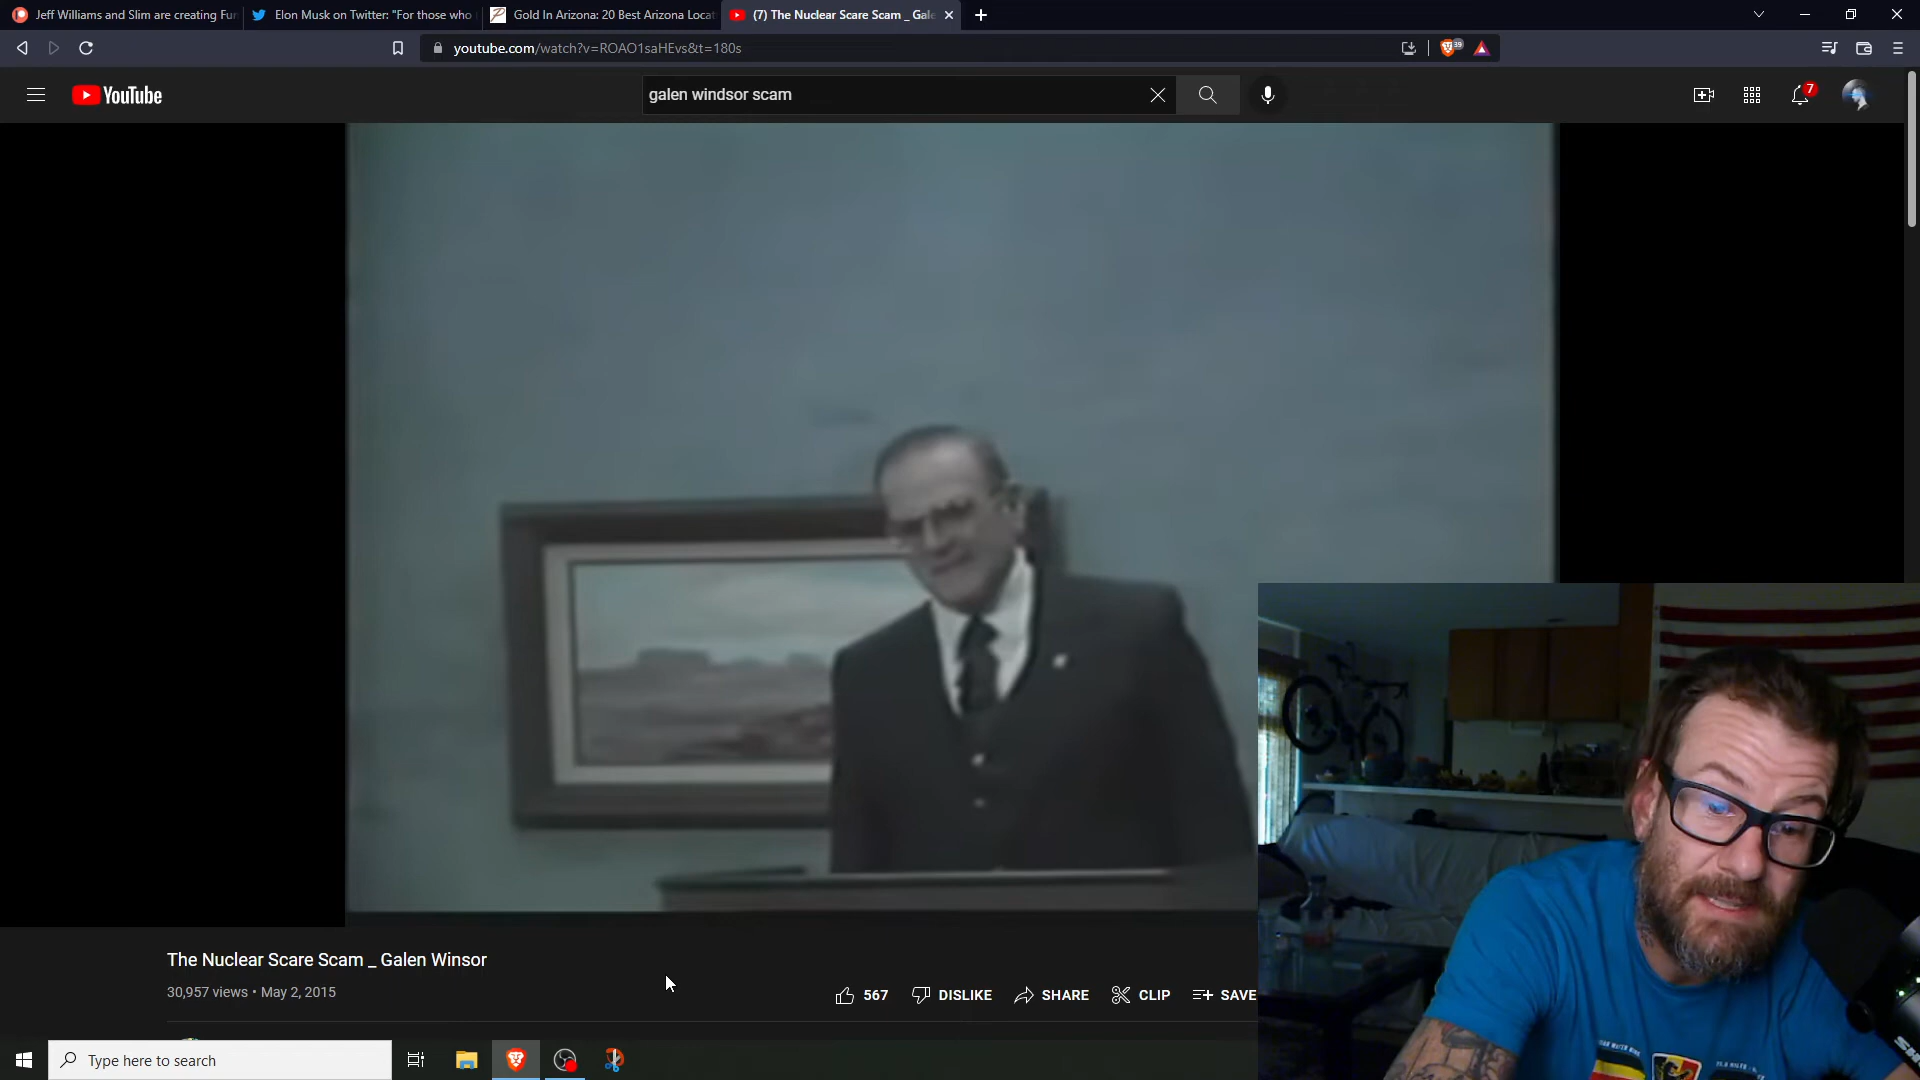 Jeff Williams and Slim are creating Fur
Elon Musk on Twitter: "For those who
Gold In Arizona: 20 Best Arizona Locat
(7) The Nuclear Scare Scam _ Gale
youtube.com/watch?v=ROAO1saHEvs&t=180s
39
YouTube
galen windsor scam
7
The Nuclear Scare Scam _ Galen Winsor
30,957 views • May 2, 2015
567
DISLIKE
SHARE
CLIP
SAVE
Type here to search